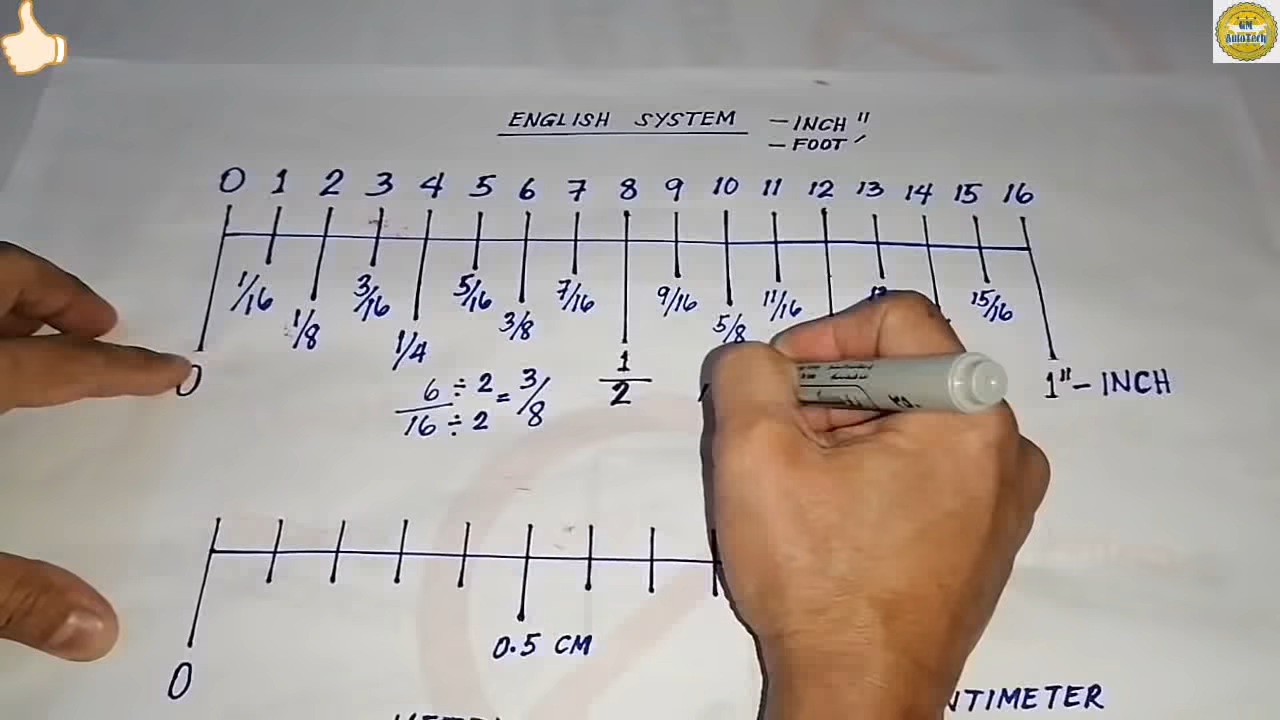 GM
AutoTech
ENGLISH SYSTEM - INCH "
- FOOT '
0 1 2 3 4 5 6 7 8 9 10 11 12 13 14 15 16
1/16 3/16 5/16 7/16 9/16 11/16 15/16
1/8 3/8 5/8
1/4 1/2
0 1" - INCH
6 ÷ 2 = 3/8
16 ÷ 2
0.5 CM
0